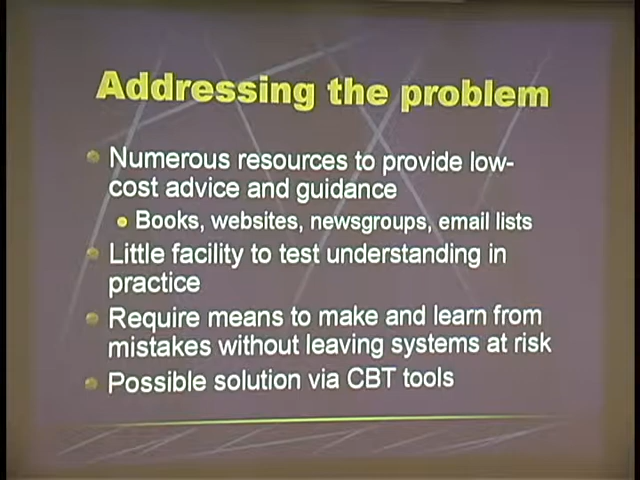 Addressing the problem
Numerous resources to provide low-
cost advice and guidance
Books, websites, newsgroups, email lists
Little facility to test understanding in
practice
Require means to make and learn from
mistakes without leaving systems at risk
Possible solution via CBT tools